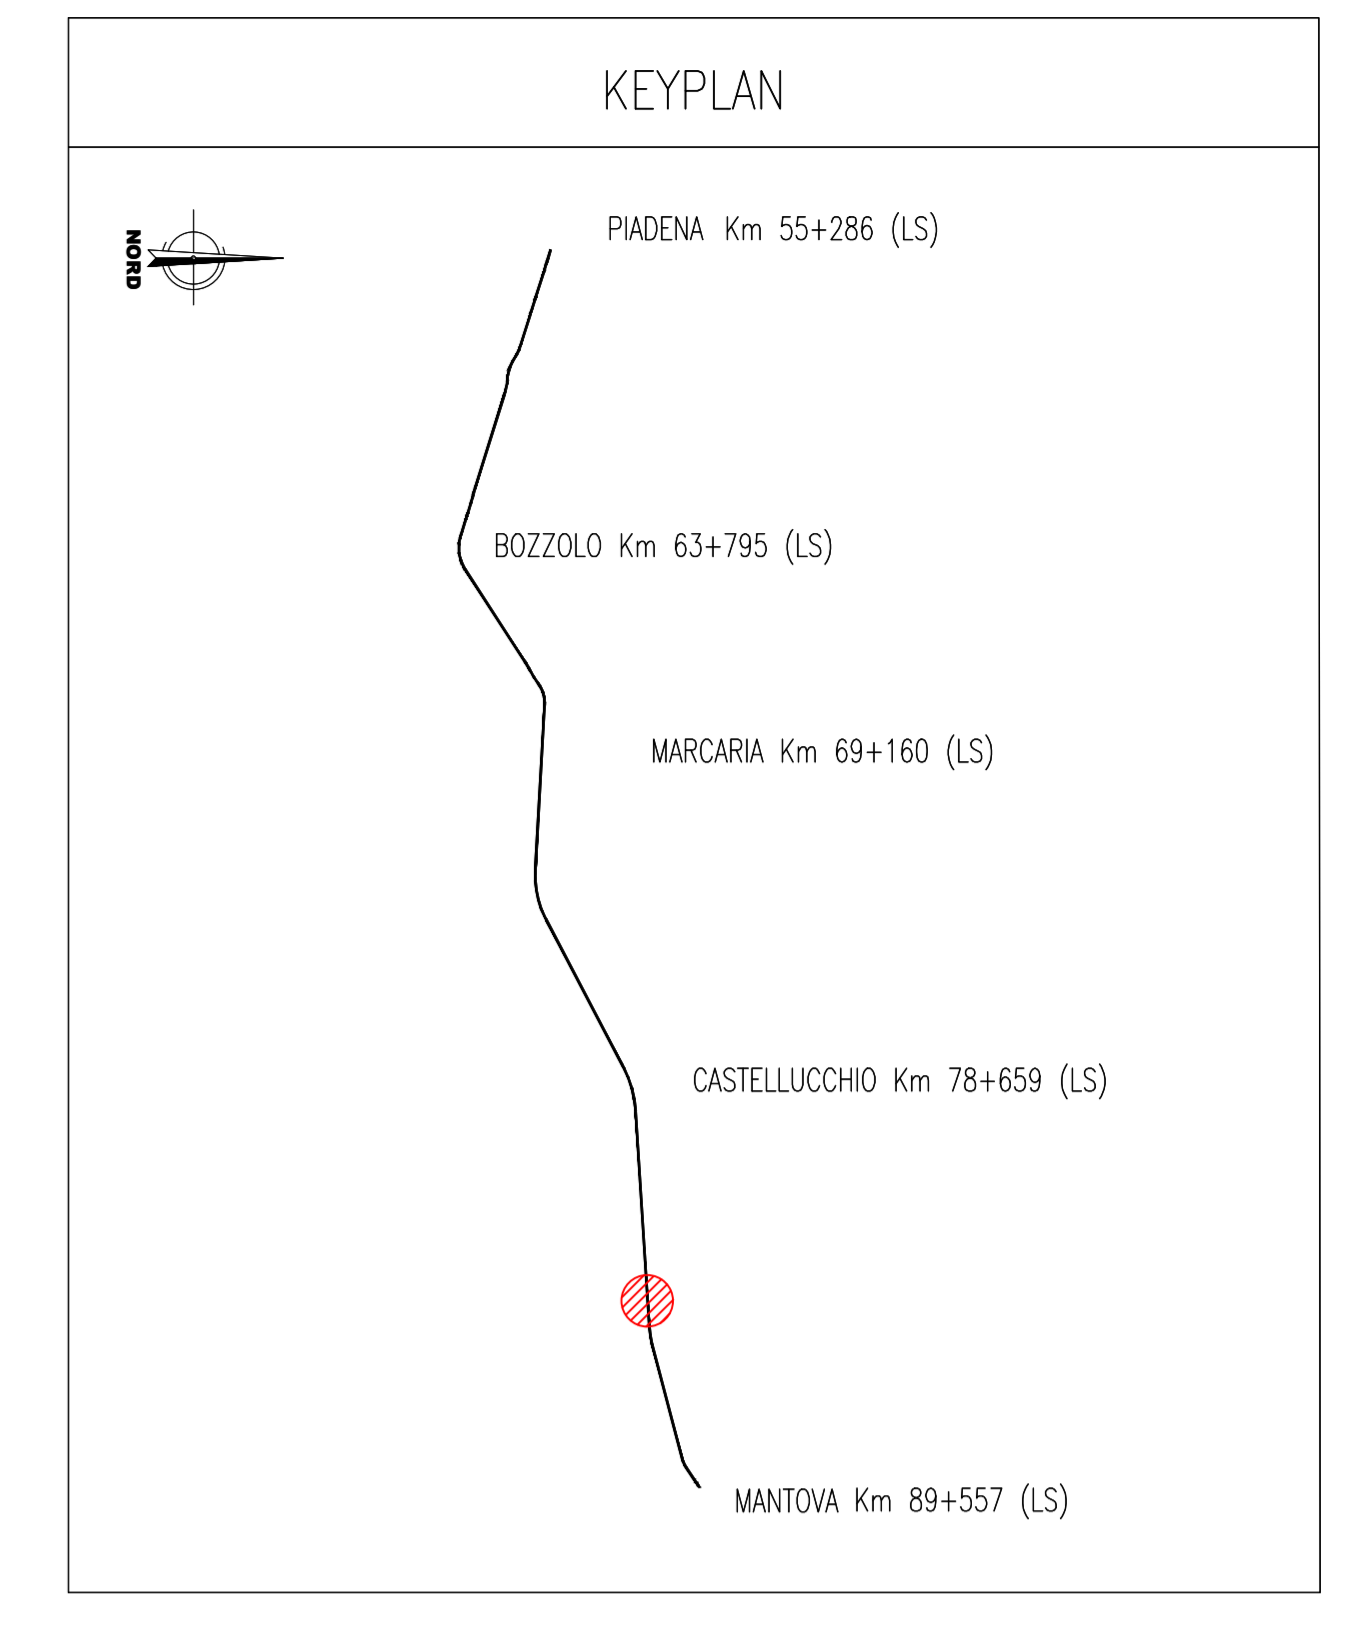 KEYPLAN
NORD
PIADENA Km 55+286 (LS)
BOZZOLO Km 63+795 (LS)
MARCARIA Km 69+160 (LS)
CASTELLUCCHIO Km 78+659 (LS)
MANTOVA Km 89+557 (LS)